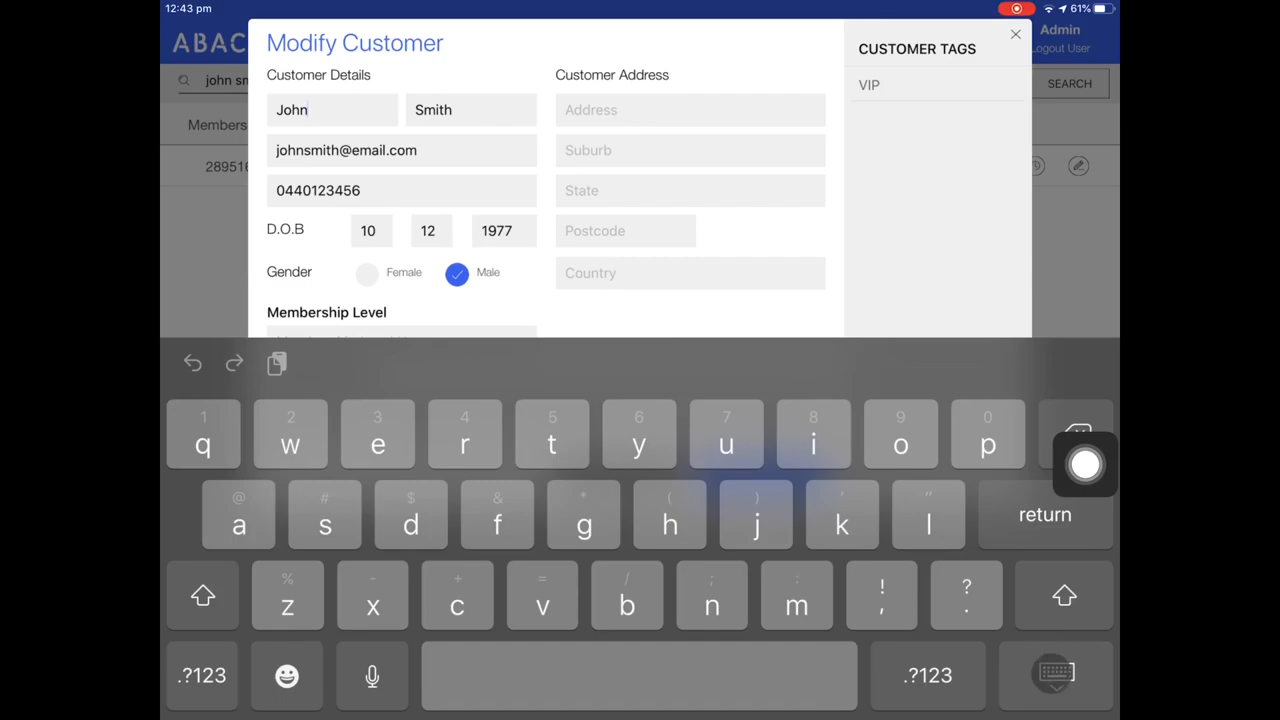 12:43 pm
61%
ABAC
Modify Customer
Admin
Logout User
CUSTOMER TAGS
Customer Details
Customer Address
john sm
VIP
SEARCH
John
Smith
Address
Members
johnsmith@email.com
Suburb
289516
0440123456
State
D.O.B
10
12
1977
Postcode
Gender
Female
Male
Country
Membership Level
1 2 3 4 5 6 7 8 9 0
q w e r t y u i o p
@ # $ & * ( ) ' "
a s d f g h j k l return
% - + = / ; : ! ?
z x c v b n m , .
.?123
.?123